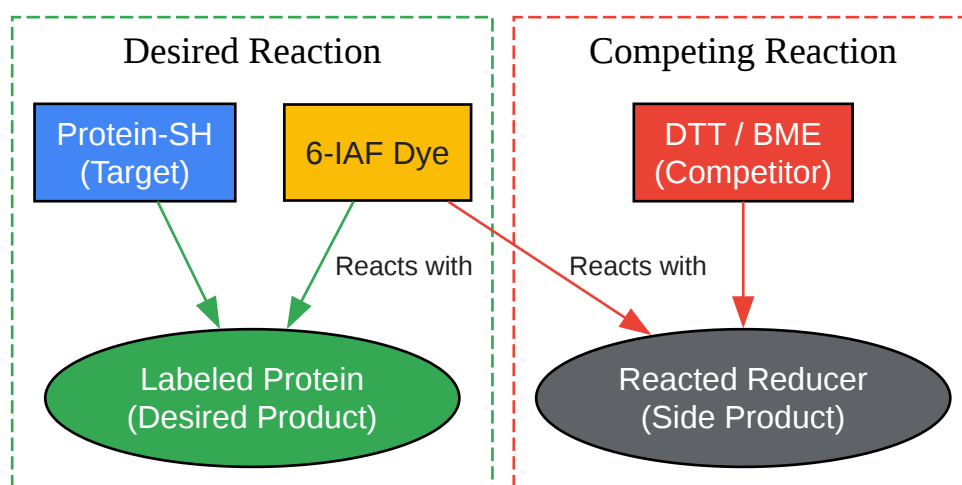 Desired Reaction
Protein-SH
(Target)
6-IAF Dye
Reacts with
Labeled Protein
(Desired Product)
Competing Reaction
DTT / BME
(Competitor)
Reacts with
Reacted Reducer
(Side Product)